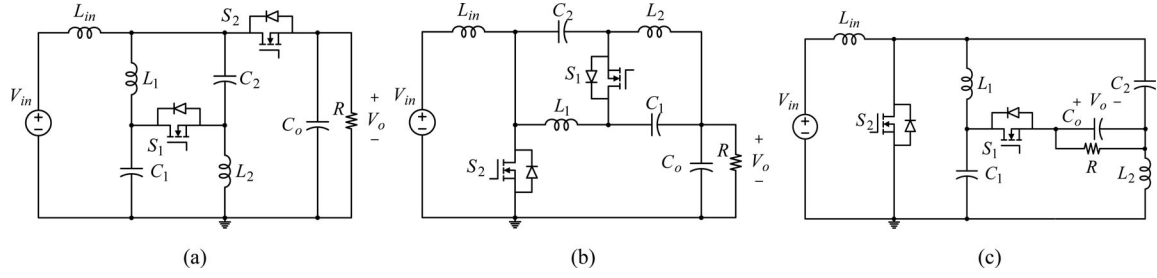 L_in
S_2
V_in
L_1
C_2
S_1
C_1
L_2
C_o
R
+
V_o
−
(a)
L_in
C_2
L_2
V_in
S_1
L_1
C_1
S_2
C_o
R
+
V_o
−
(b)
L_in
V_in
S_2
L_1
C_2
+ V_o −
C_o
S_1
R
C_1
L_2
(c)